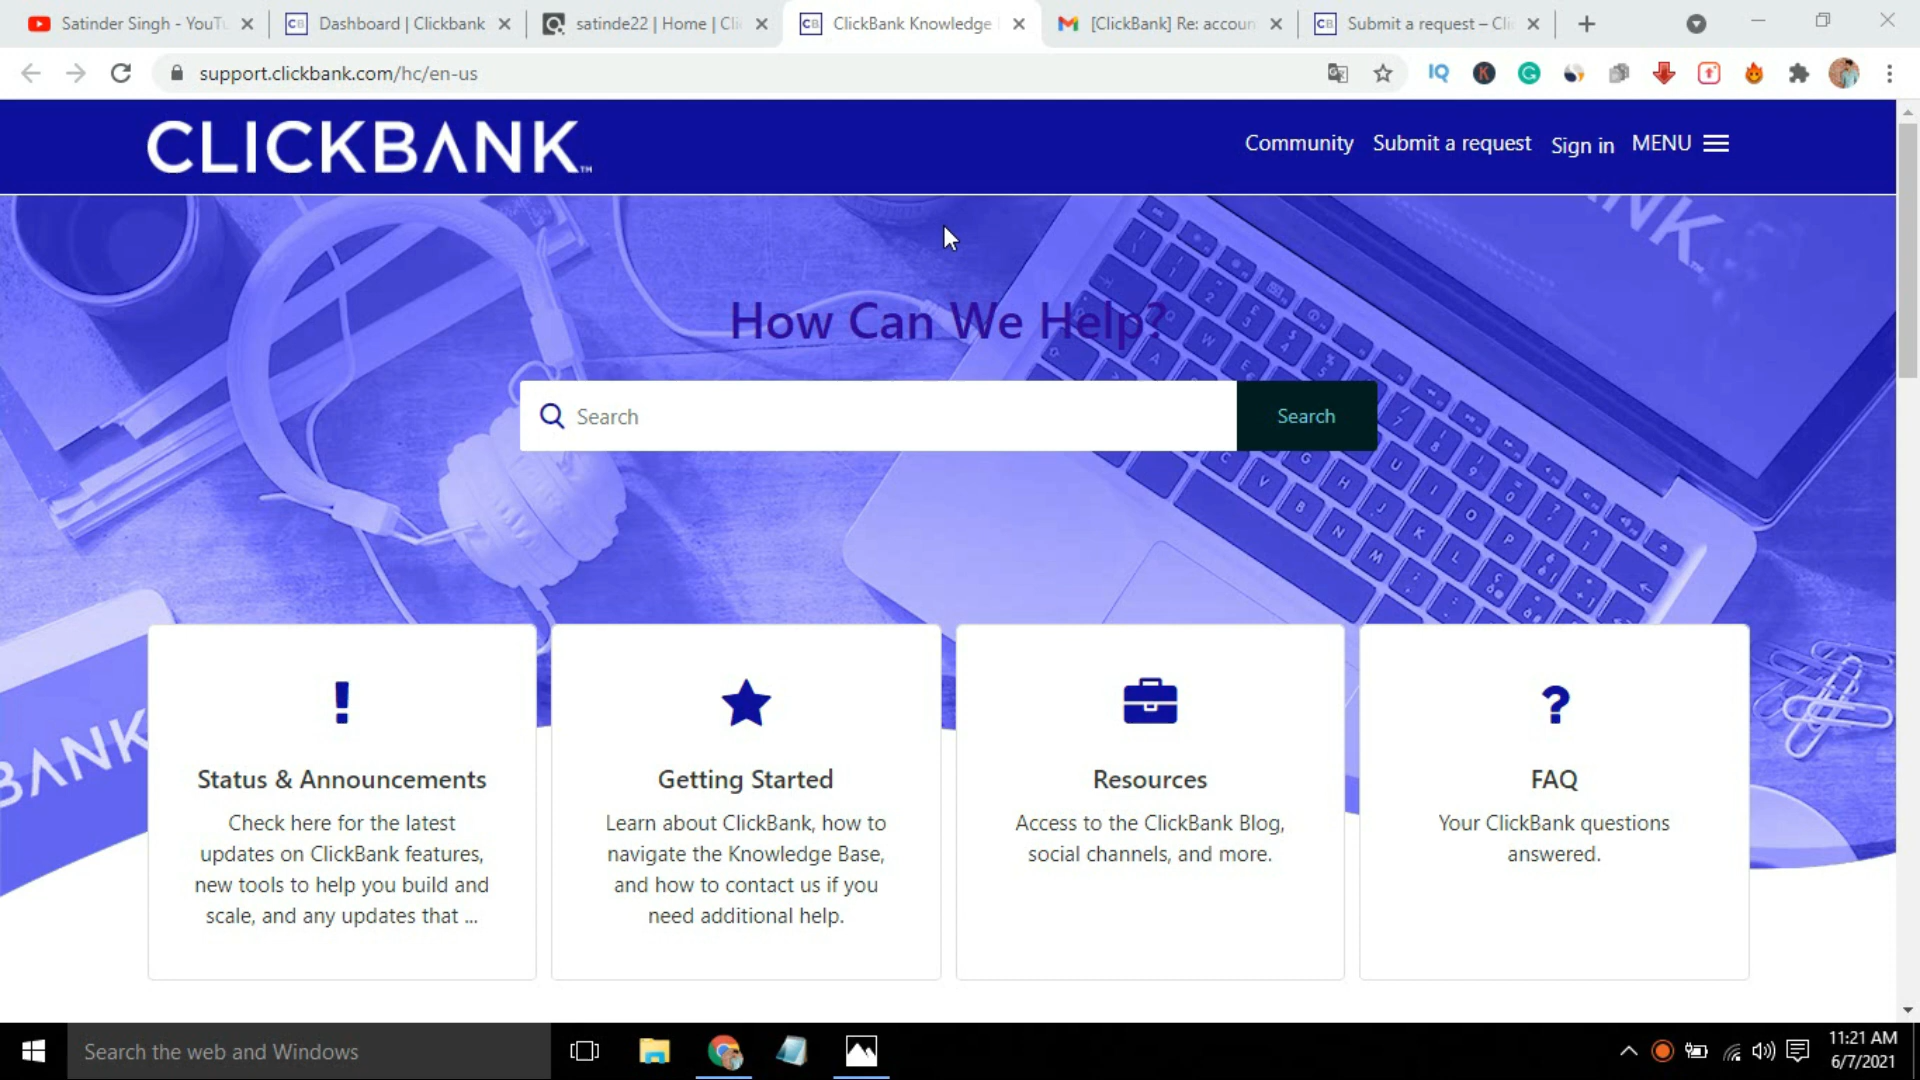 Satinder Singh - YouT
Dashboard | Clickbank
satinde22 | Home | Cli
ClickBank Knowledge
[ClickBank] Re: accoun
Submit a request – Cli
support.clickbank.com/hc/en-us
IQ
CLICKBANK
Community
Submit a request
Sign in
MENU
How Can We Help?
Search
Search
BANK
Status & Announcements
Check here for the latest
updates on ClickBank features,
new tools to help you build and
scale, and any updates that ...
Getting Started
Learn about ClickBank, how to
navigate the Knowledge Base,
and how to contact us if you
need additional help.
Resources
Access to the ClickBank Blog,
social channels, and more.
FAQ
Your ClickBank questions
answered.
Search the web and Windows
11:21 AM
6/7/2021